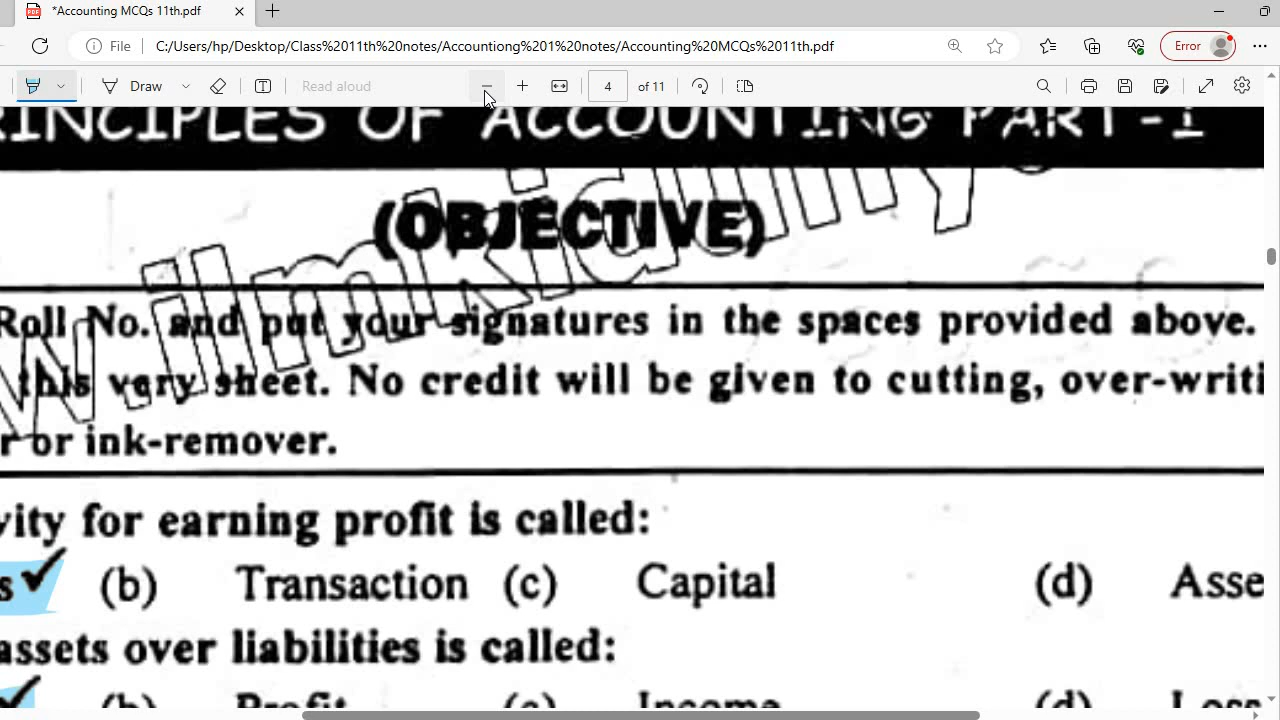 *Accounting MCQs 11th.pdf
File C:/Users/hp/Desktop/Class%2011th%20notes/Accountiong%201%20notes/Accounting%20MCQs%2011th.pdf Error
Draw Read aloud 4 of 11
RINCIPLES OF ACCOUNTING PART-I
(OBJECTIVE)
Roll No. and put your signatures in the spaces provided above.
this very sheet. No credit will be given to cutting, over-writi
r or ink-remover.
vity for earning profit is called:
s (b) Transaction (c) Capital (d) Asse
assets over liabilities is called:
(b) Profit (c) Income (d) Loss